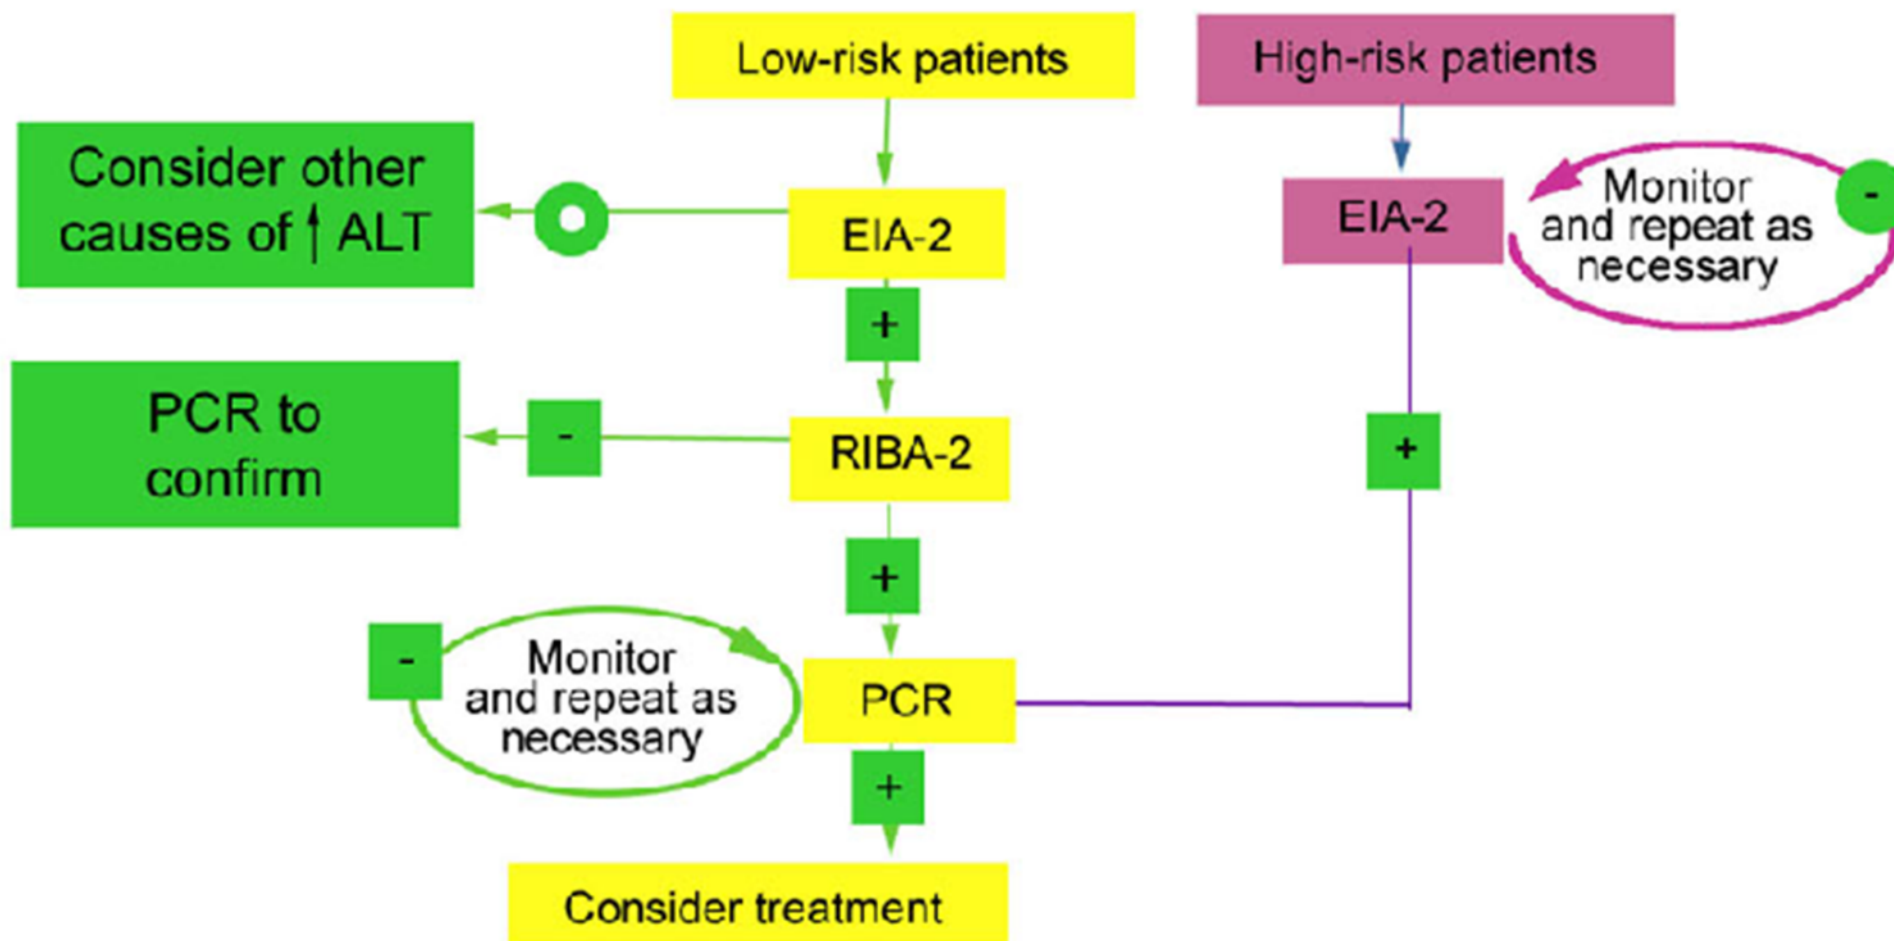 Low-risk patients
High-risk patients
Consider other
causes of ↑ ALT
EIA-2
EIA-2
Monitor
and repeat as
necessary
-
+
PCR to
confirm
-
RIBA-2
+
+
-
Monitor
and repeat as
necessary
PCR
+
Consider treatment